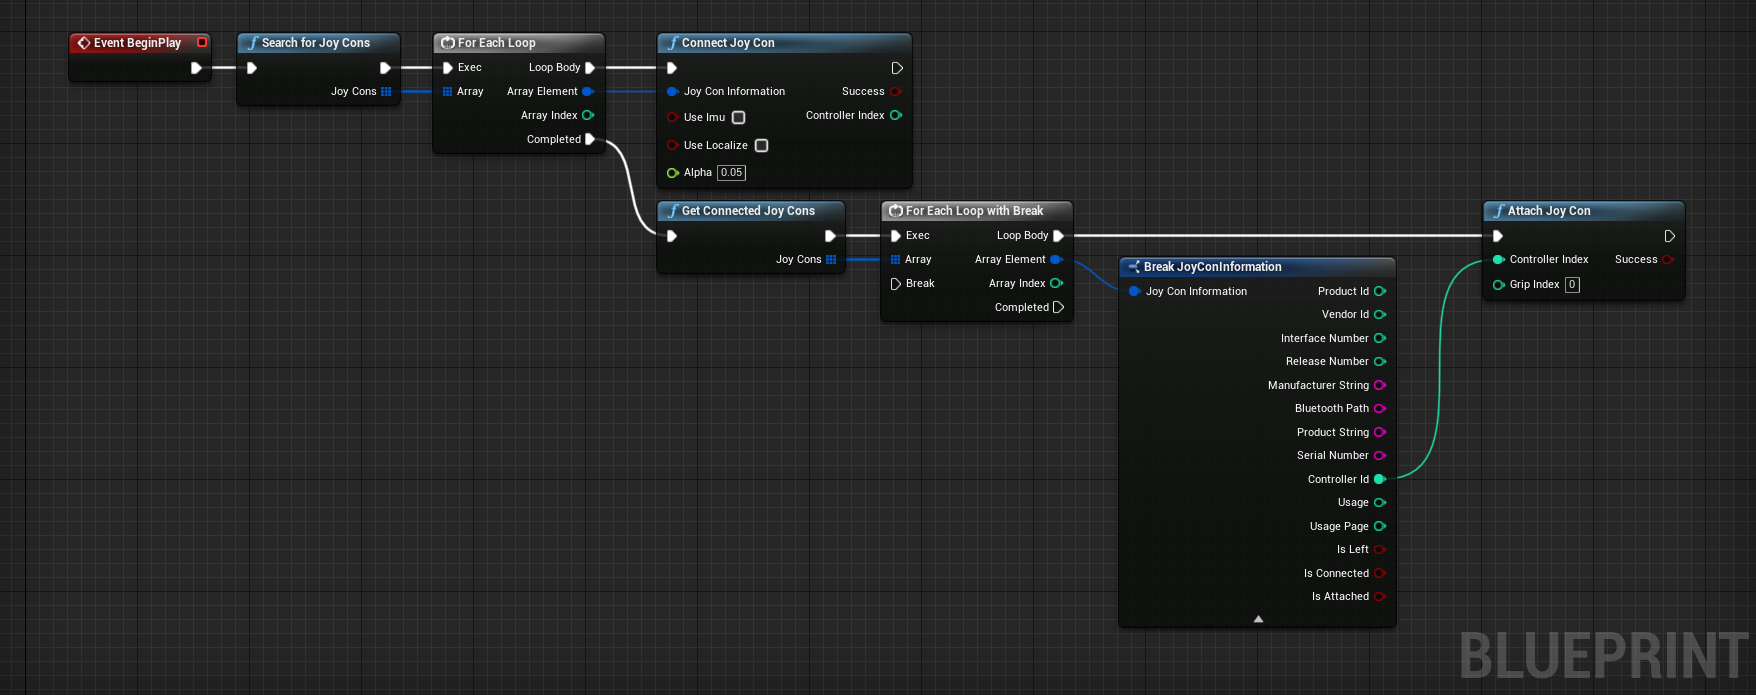 Event BeginPlay
Search for Joy Cons
Joy Cons
For Each Loop
Exec
Loop Body
Array
Array Element
Array Index
Completed
Connect Joy Con
Joy Con Information
Success
Use Imu
Controller Index
Use Localize
Alpha 0.05
Get Connected Joy Cons
Joy Cons
For Each Loop with Break
Exec
Loop Body
Array
Array Element
Break
Array Index
Completed
Break JoyConInformation
Joy Con Information
Product Id
Vendor Id
Interface Number
Release Number
Manufacturer String
Bluetooth Path
Product String
Serial Number
Controller Id
Usage
Usage Page
Is Left
Is Connected
Is Attached
Attach Joy Con
Controller Index
Success
Grip Index 0
BLUEPRINT